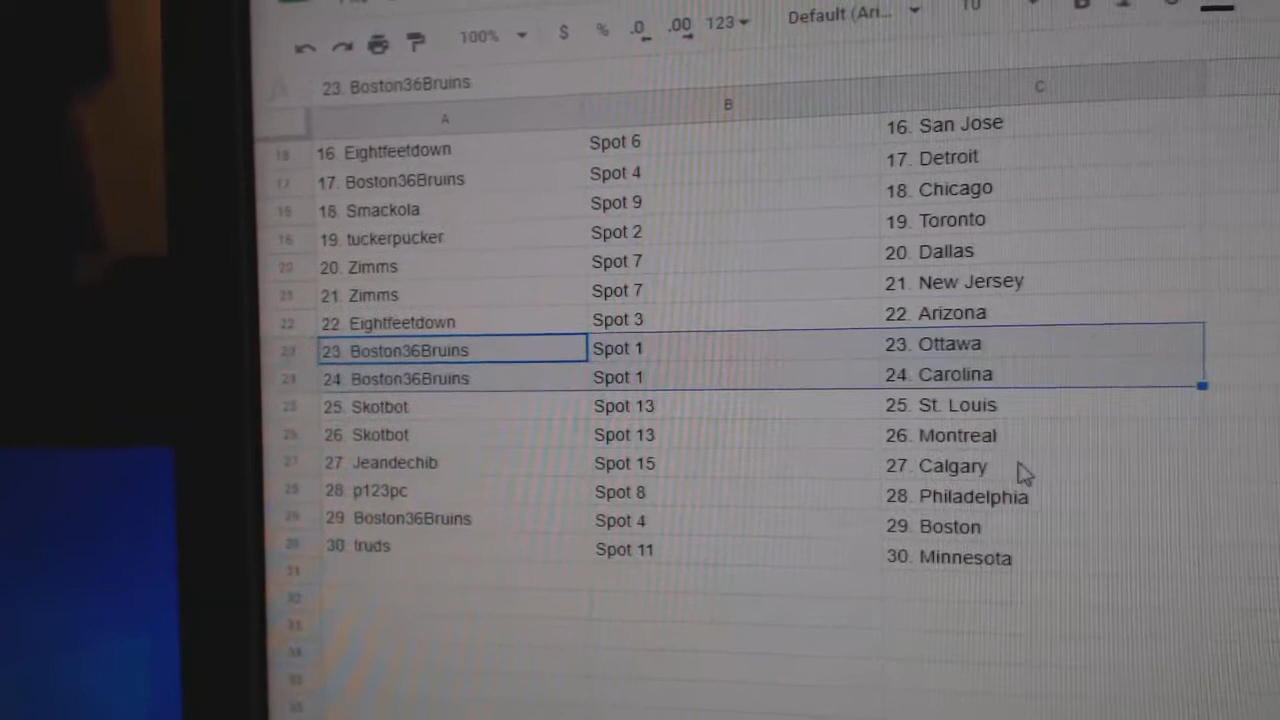 100% $ % .0 .00 123 Default (Ari... 10
23. Boston36Bruins
A B C
16. Eightfeetdown Spot 6 16. San Jose
17. Boston36Bruins Spot 4 17. Detroit
18. Smackola Spot 9 18. Chicago
19. tuckerpucker Spot 2 19. Toronto
20. Zimms Spot 7 20. Dallas
21. Zimms Spot 7 21. New Jersey
22. Eightfeetdown Spot 3 22. Arizona
23. Boston36Bruins Spot 1 23. Ottawa
24. Boston36Bruins Spot 1 24. Carolina
25. Skotbot Spot 13 25. St. Louis
26. Skotbot Spot 13 26. Montreal
27. Jeandechib Spot 15 27. Calgary
28. p123pc Spot 8 28. Philadelphia
29. Boston36Bruins Spot 4 29. Boston
30. Spot 11 30. Minnesota